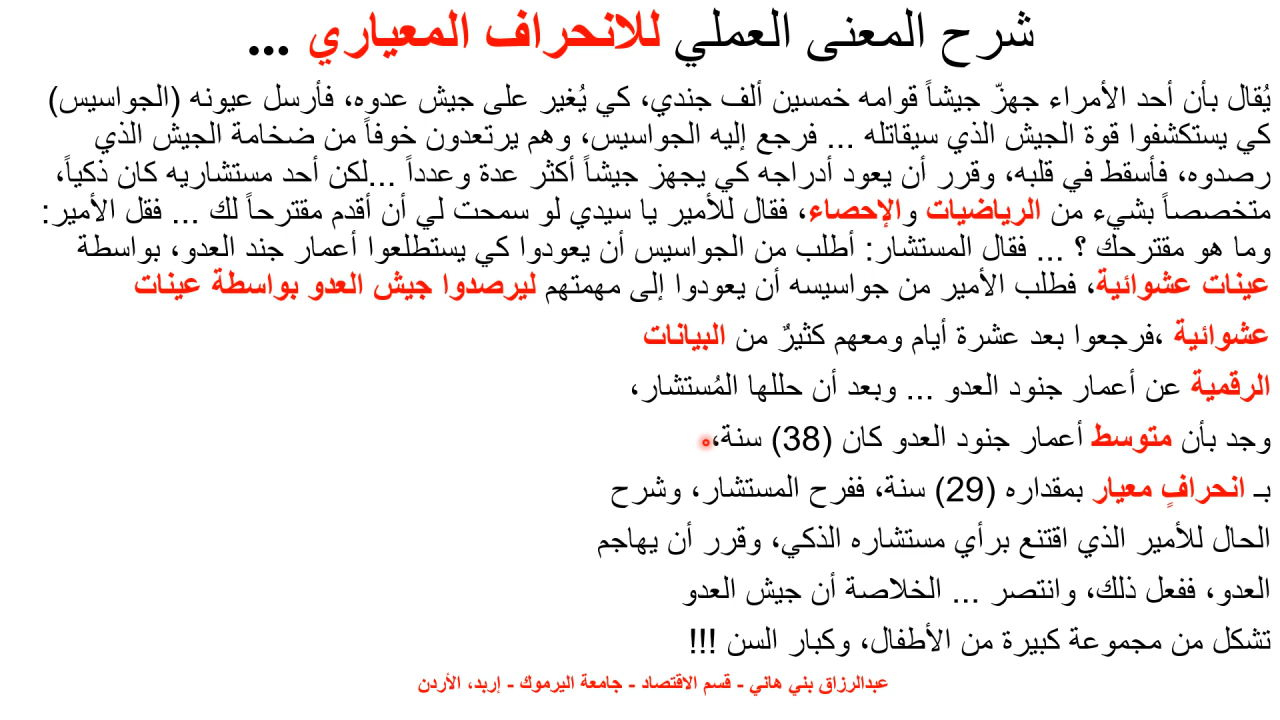 شرح المعنى العملي للانحراف المعياري ...
يُقال بأن أحد الأمراء جهزّ جيشاً قوامه خمسين ألف جندي، كي يُغير على جيش عدوه، فأرسل عيونه (الجواسيس)
كي يستكشفوا قوة الجيش الذي سيقاتله ... فرجع إليه الجواسيس، وهم يرتعدون خوفاً من ضخامة الجيش الذي
رصدوه، فأسقط في قلبه، وقرر أن يعود أدراجه كي يجهز جيشاً أكثر عدة وعدداً ...لكن أحد مستشاريه كان ذكياً،
متخصصاً بشيء من الرياضيات والإحصاء، فقال للأمير يا سيدي لو سمحت لي أن أقدم مقترحاً لك ... فقل الأمير:
وما هو مقترحك ؟ ... فقال المستشار: أطلب من الجواسيس أن يعودوا كي يستطلعوا أعمار جند العدو، بواسطة
عينات عشوائية، فطلب الأمير من جواسيسه أن يعودوا إلى مهمتهم ليرصدوا جيش العدو بواسطة عينات
عشوائية ،فرجعوا بعد عشرة أيام ومعهم كثيرٌ من البيانات
الرقمية عن أعمار جنود العدو ... وبعد أن حللها المُستشار،
وجد بأن متوسط أعمار جنود العدو كان (38) سنة،
بـ انحرافٍ معيار بمقداره (29) سنة، ففرح المستشار، وشرح
الحال للأمير الذي اقتنع برأي مستشاره الذكي، وقرر أن يهاجم
العدو، ففعل ذلك، وانتصر ... الخلاصة أن جيش العدو
تشكل من مجموعة كبيرة من الأطفال، وكبار السن !!!
عبدالرزاق بني هاني - قسم الاقتصاد - جامعة اليرموك - إربد، الأردن